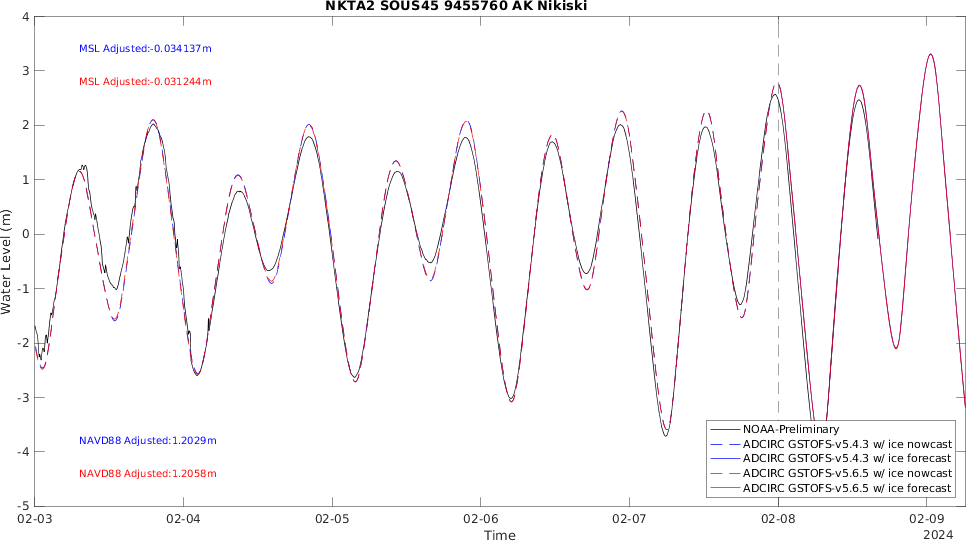 NKTA2 SOUS45 9455760 AK Nikiski
MSL Adjusted:-0.034137m
MSL Adjusted:-0.031244m
NAVD88 Adjusted:1.2029m
NAVD88 Adjusted:1.2058m
Water Level (m)
4
3
2
1
0
-1
-2
-3
-4
-5
NOAA-Preliminary
ADCIRC GSTOFS-v5.4.3 w/ ice nowcast
ADCIRC GSTOFS-v5.4.3 w/ ice forecast
ADCIRC GSTOFS-v5.6.5 w/ ice nowcast
ADCIRC GSTOFS-v5.6.5 w/ ice forecast
02-03 02-04 02-05 02-06 02-07 02-08 02-09
Time
2024